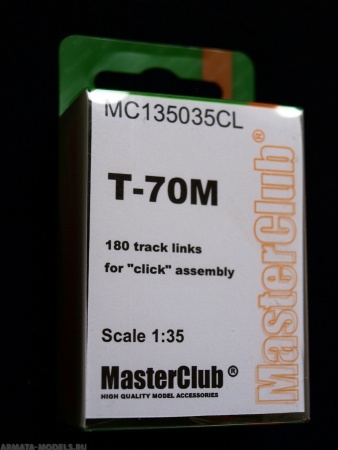 MC135035CL
T-70M
180 track links
for "click" assembly
Scale 1:35
MasterClub®
HIGH QUALITY MODEL ACCESSORIES
MasterClub®
ARMATA-MODELS.RU